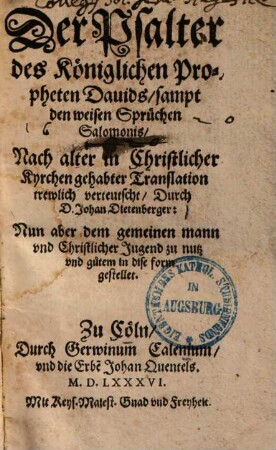 Der Psalter
des Königlichen Pro-
pheten Dauids/sampt
den weisen Sprüchen
Salomonis/
Nach alter in Christlicher
Kyrchen gehabter Translation
trewlich verteutscht/ Durch
D. Johan Dietenberger:
Nun aber dem gemeinen mann
vnd Christlicher Jugend zu nutz
vnd gütem in dise form
gestellet.
IN
AUGSBURG
Zu Cöln/
Durch Gerwinum̃ Calenium/
vnd die Erbẽ Johan Quentels.
M. D. LXXXVI.
Mit Keys. Maiest. Gnad vnd Freyheit.